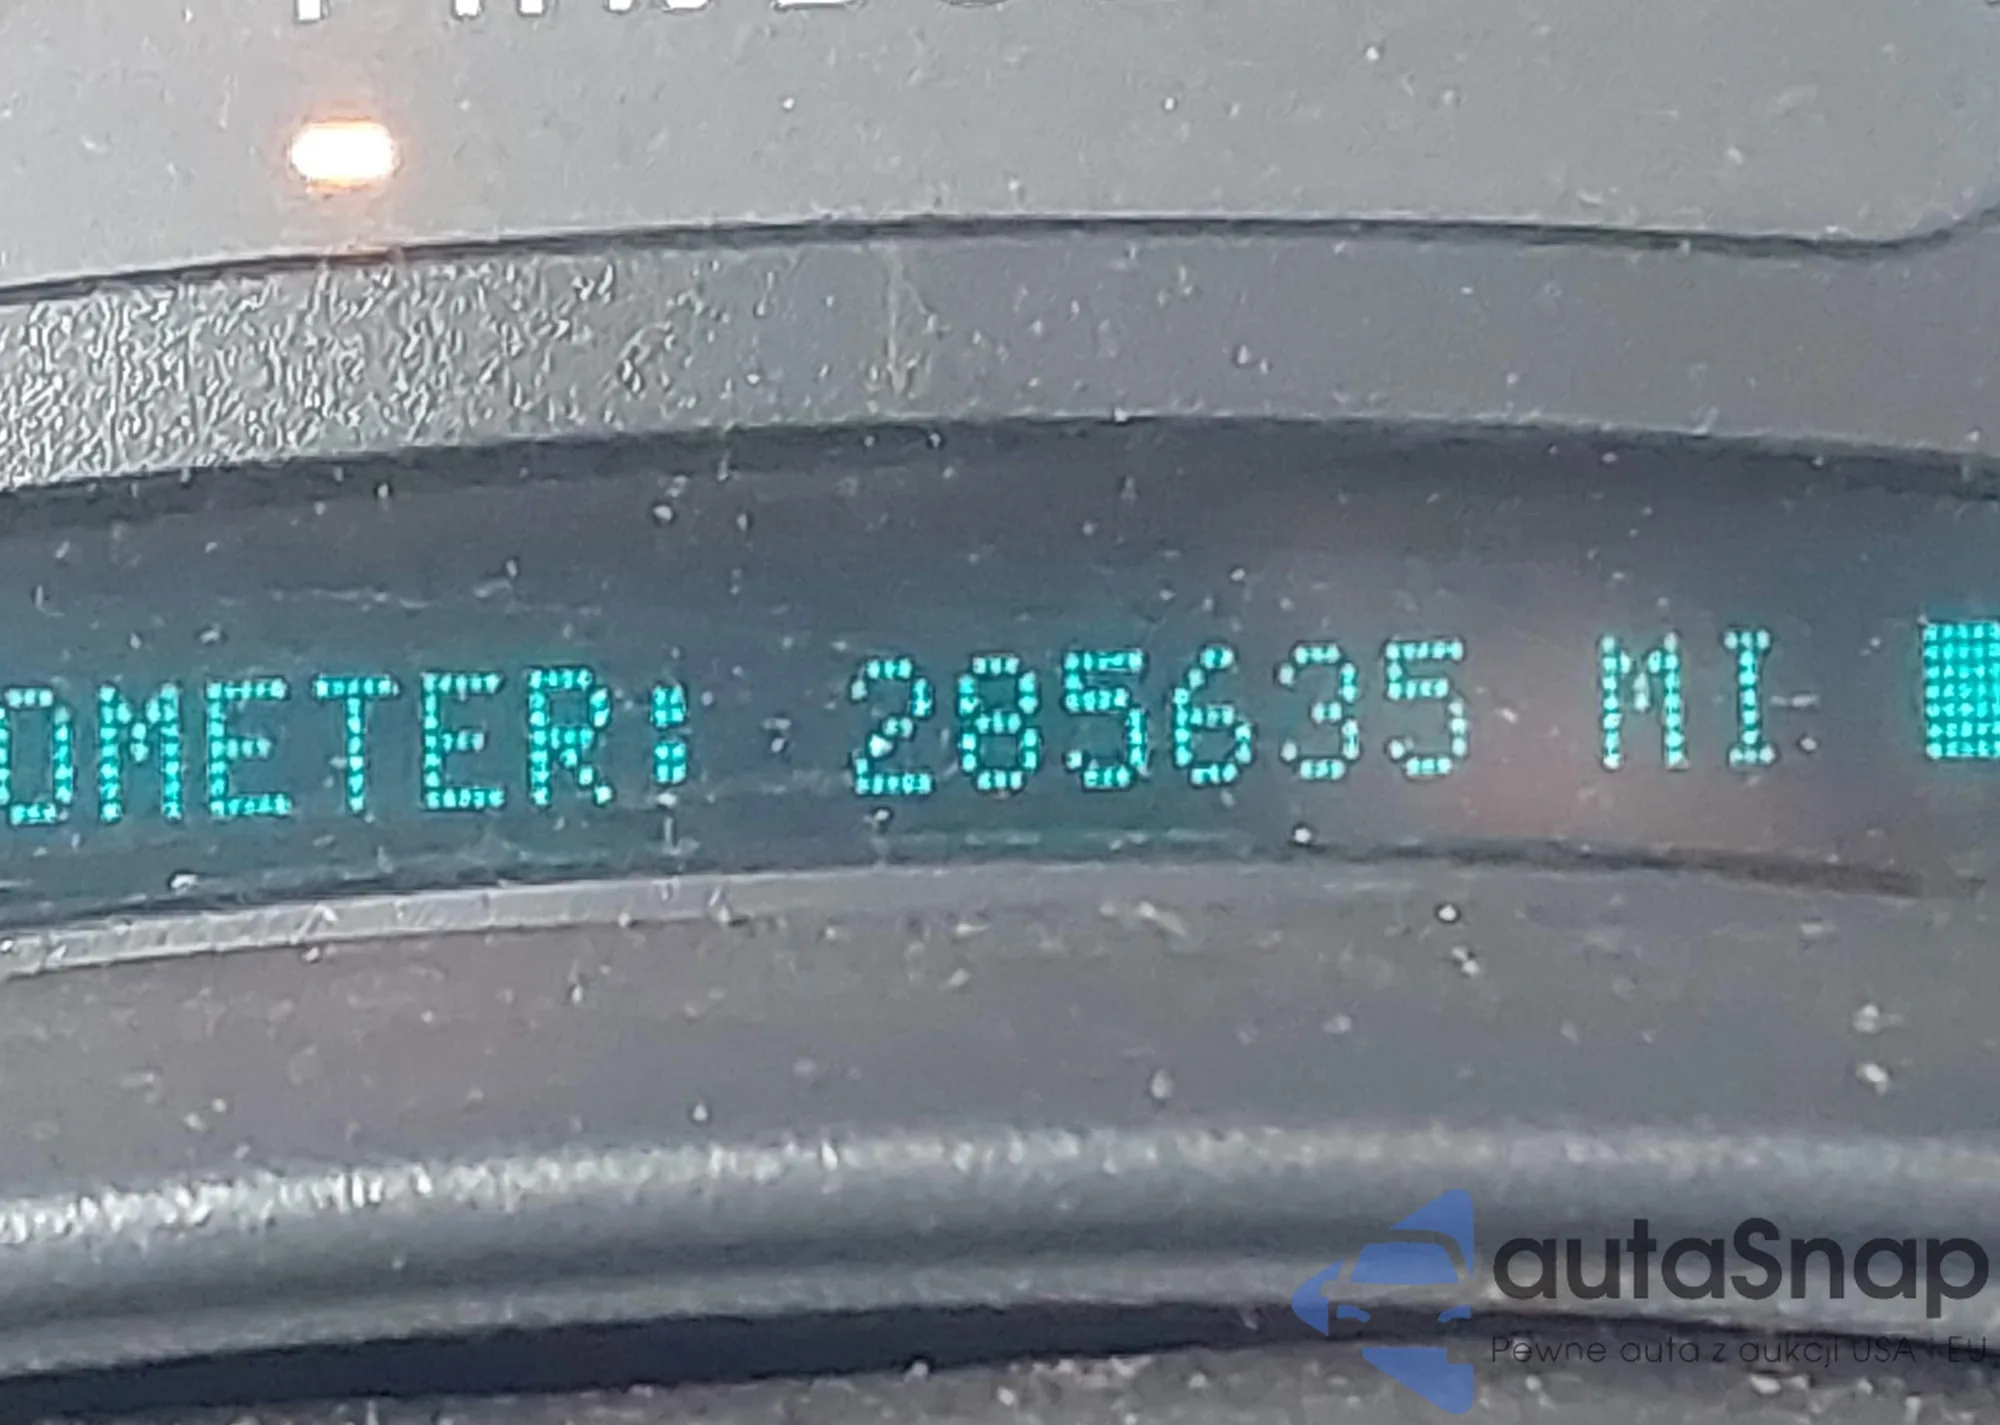 OMETER: 285635 MI
autaSnap
Pewne auta z aukcji USA i EU